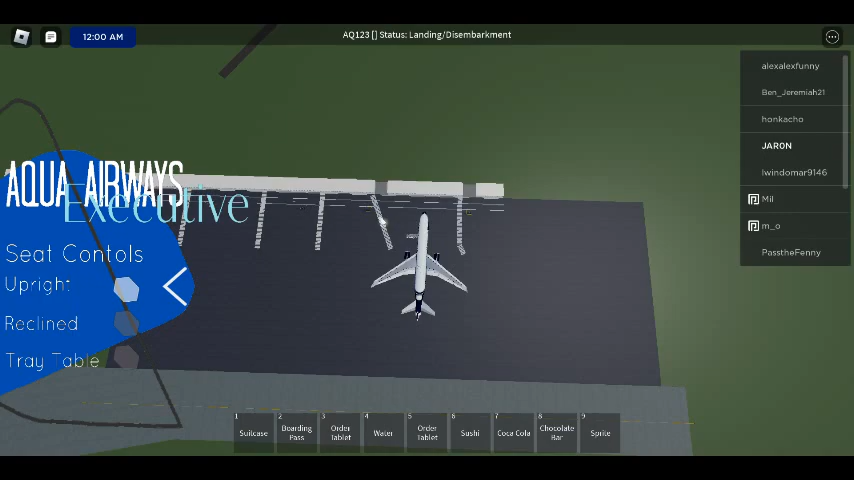 12:00 AM
AQ123 [] Status: Landing/Disembarkment
alexalexfunny
Ben_Jeremiah21
honkacho
JAR0N
lwindomar9146
Mil
m_o
PasstheFenny
AQUA AIRWAYS
Executive
Seat Contols
Upright
Reclined
Tray Table
1 Suitcase
2 Boarding Pass
3 Order Tablet
4 Water
5 Order Tablet
6 Sushi
7 Coca Cola
8 Chocolate Bar
9 Sprite